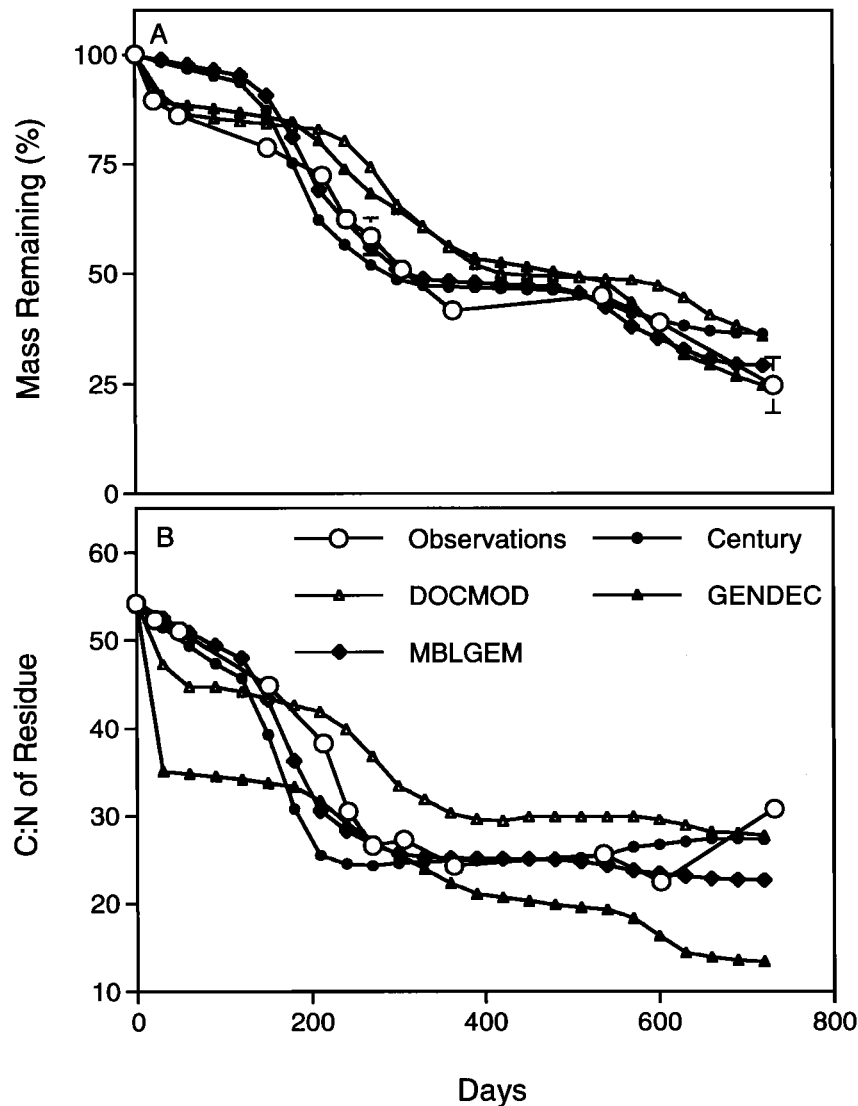 A
100
75
50
25
0
Mass Remaining (%)
B
Observations
Century
DOCMOD
GENDEC
MBLGEM
60
50
40
30
20
10
C:N of Residue
0 200 400 600 800
Days